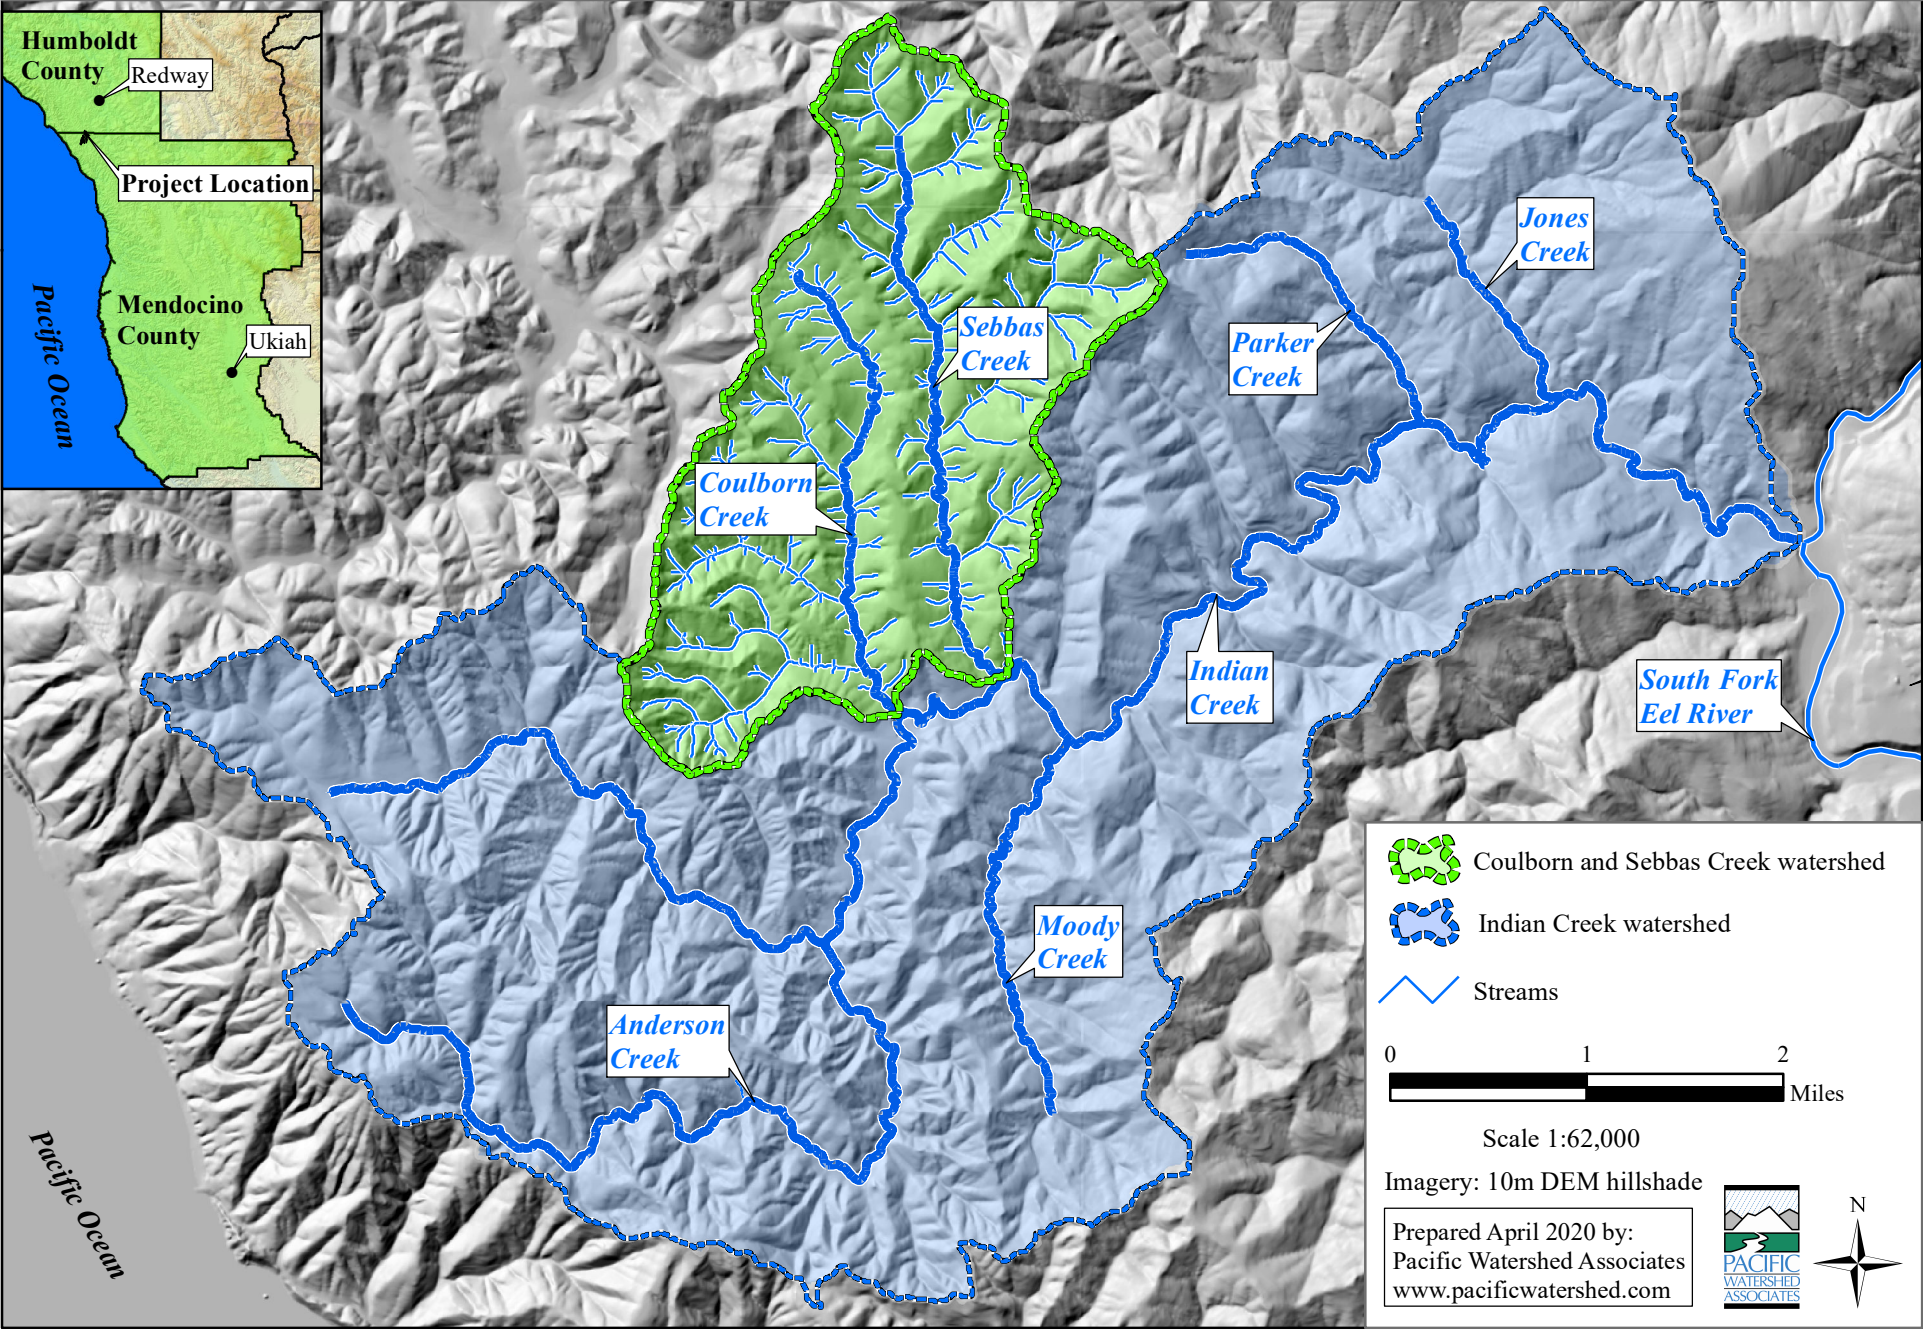 Humboldt
County
Redway
Project Location
Mendocino
County
Ukiah
Pacific Ocean
Jones
Creek
Sebbas
Creek
Parker
Creek
Coulborn
Creek
Indian
Creek
South Fork
Eel River
Moody
Creek
Anderson
Creek
Pacific Ocean
Coulborn and Sebbas Creek watershed
Indian Creek watershed
Streams
0 1 2
Miles
Scale 1:62,000
Imagery: 10m DEM hillshade
Prepared April 2020 by:
Pacific Watershed Associates
www.pacificwatershed.com
PACIFIC
WATERSHED
ASSOCIATES
N